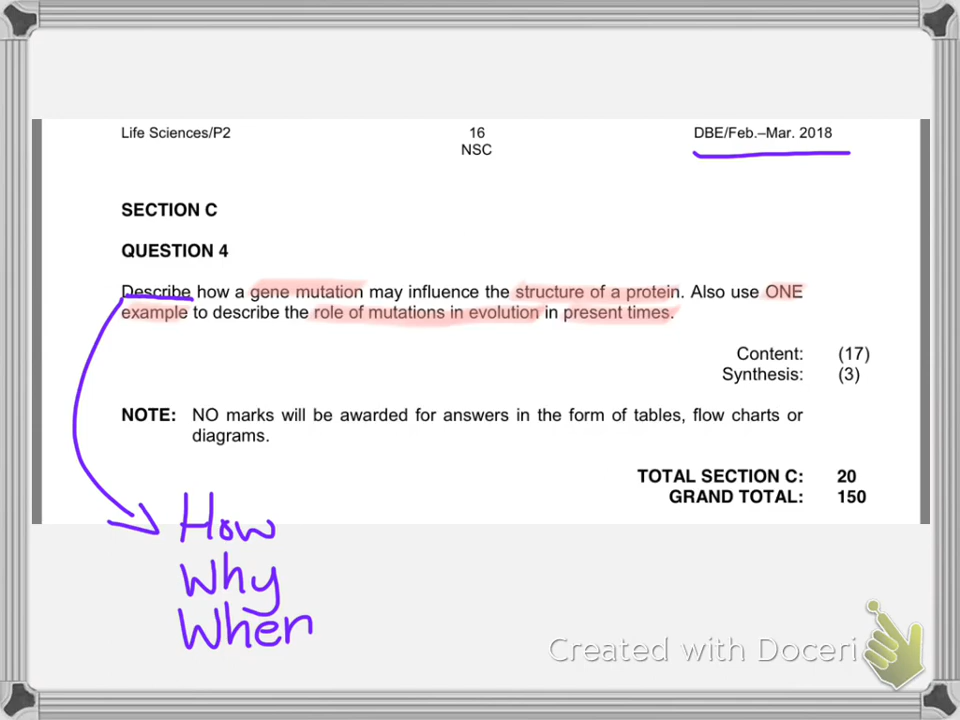 Life Sciences/P2 16 DBE/Feb.–Mar. 2018
NSC
SECTION C
QUESTION 4
Describe how a gene mutation may influence the structure of a protein. Also use ONE
example to describe the role of mutations in evolution in present times.
Content: (17)
Synthesis: (3)
NOTE: NO marks will be awarded for answers in the form of tables, flow charts or
diagrams.
TOTAL SECTION C: 20
GRAND TOTAL: 150
How
Why
When
Created with Doceri